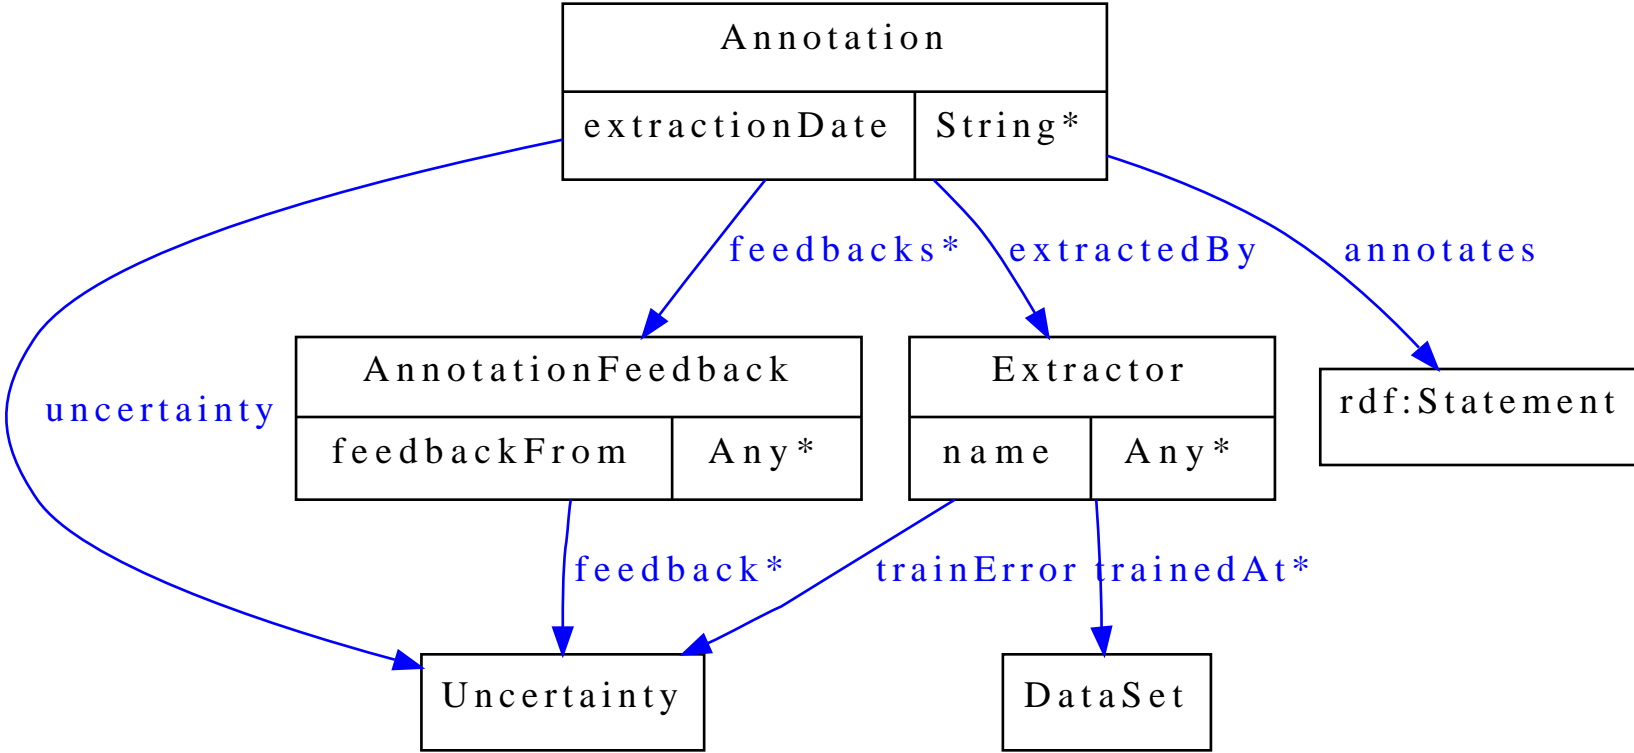 Annotation
extractionDate String*
feedbacks* extractedBy annotates
AnnotationFeedback Extractor
rdf:Statement
uncertainty
feedbackFrom Any* name Any*
feedback* trainError trainedAt*
Uncertainty DataSet